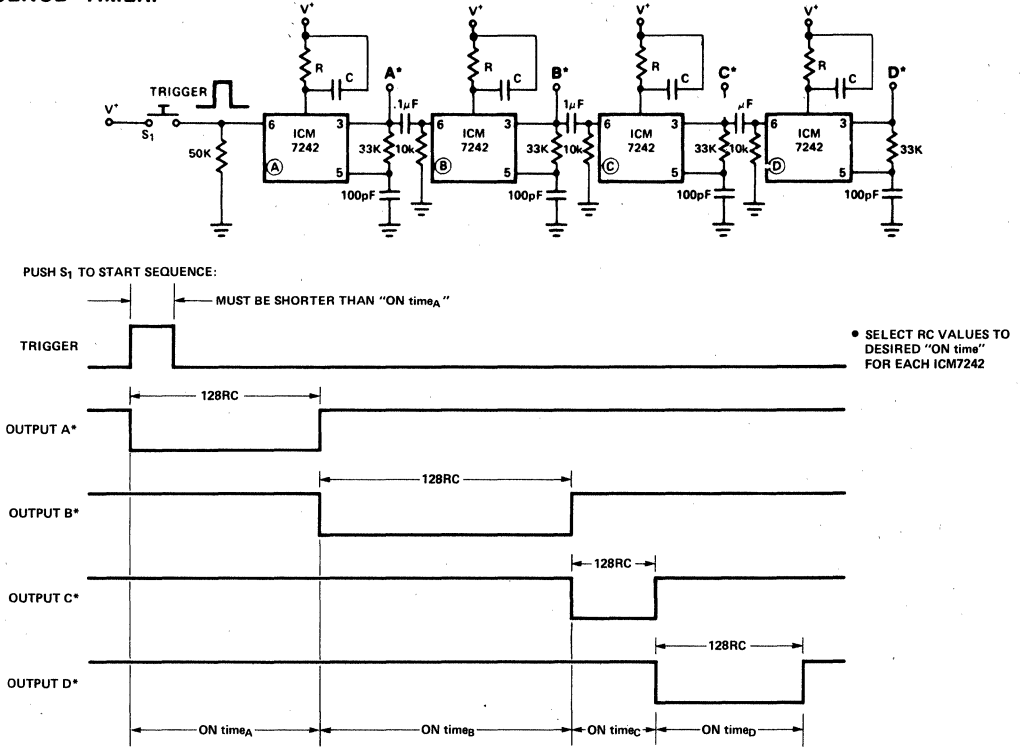 V+ V+ V+ V+
R R R R
C C C C
A* B* C* D*
TRIGGER
V+
S1
50K
6 ICM 7242 3 5 A
33K
.1µF
10k
100pF
6 ICM 7242 3 5 B
33K
1µF
10k
100pF
6 ICM 7242 3 5 C
33K
µF
10k
100pF
6 ICM 7242 3 5 D
33K
100pF
PUSH S1 TO START SEQUENCE:
MUST BE SHORTER THAN "ON timeA"
TRIGGER
• SELECT RC VALUES TO
DESIRED "ON time"
FOR EACH ICM7242
128RC
OUTPUT A*
128RC
OUTPUT B*
128RC
OUTPUT C*
128RC
OUTPUT D*
ON timeA ON timeB ON timeC ON timeD